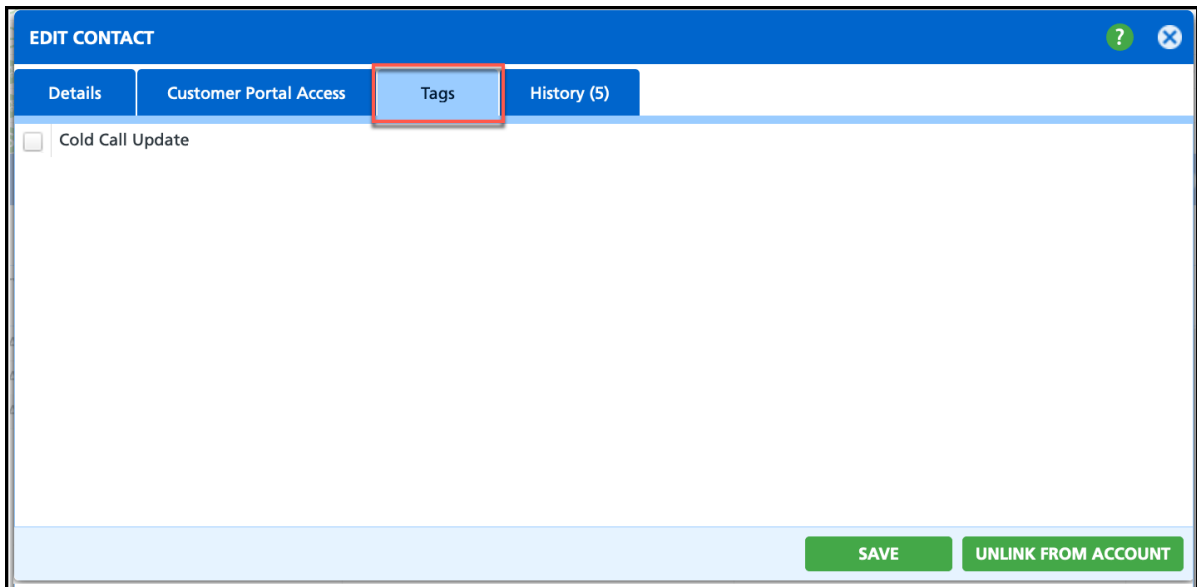 EDIT CONTACT ?
Details Customer Portal Access Tags History (5)
Cold Call Update
SAVE UNLINK FROM ACCOUNT